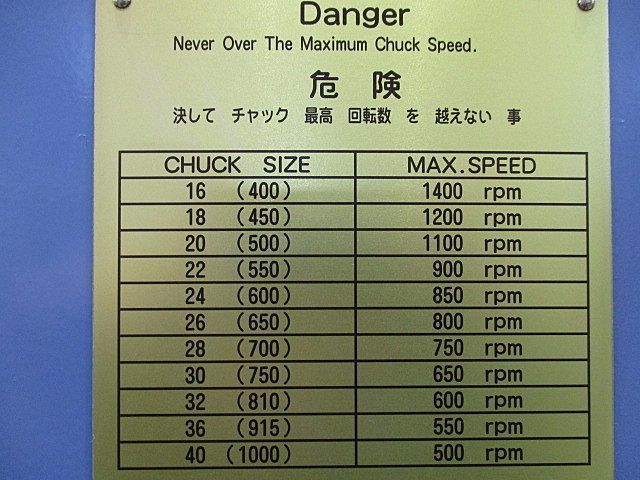 Danger
Never Over The Maximum Chuck Speed.
危 険
決して チャック 最高 回転数 を 越えない 事
CHUCK SIZE MAX.SPEED
16 (400) 1400 rpm
18 (450) 1200 rpm
20 (500) 1100 rpm
22 (550) 900 rpm
24 (600) 850 rpm
26 (650) 800 rpm
28 (700) 750 rpm
30 (750) 650 rpm
32 (810) 600 rpm
36 (915) 550 rpm
40 (1000) 500 rpm